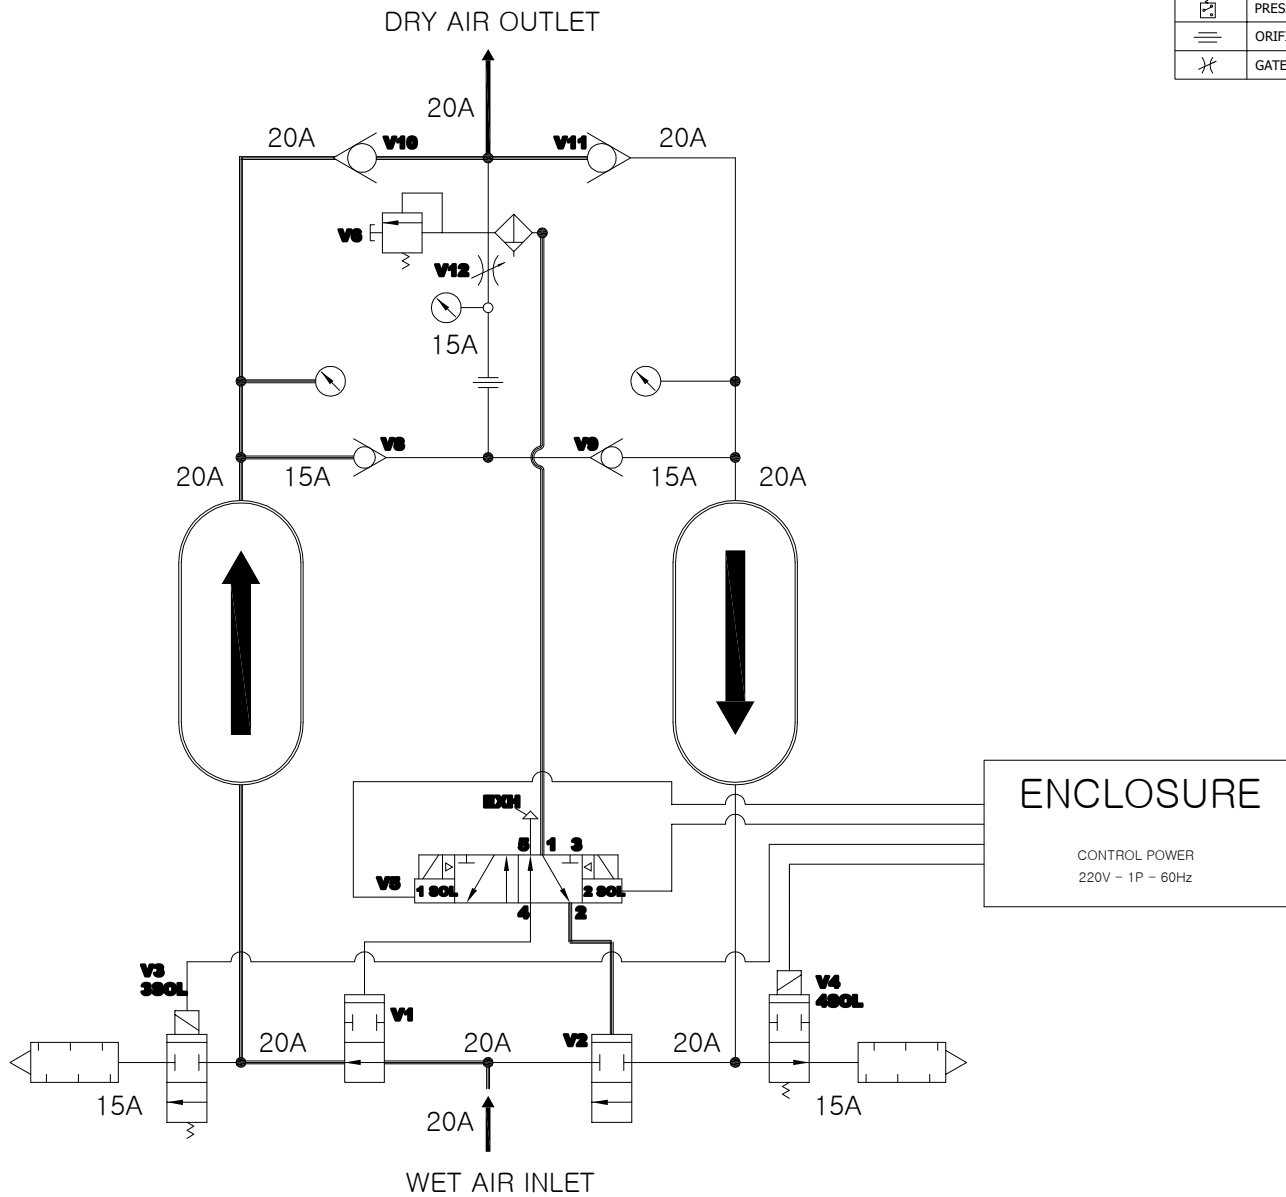 DRY AIR OUTLET
PRES
ORIF
GATE
20A
20A
V10
V11
20A
V6
V12
15A
V8
V9
20A
15A
15A
20A
ENCLOSURE
CONTROL POWER
220V - 1P - 60Hz
EXH
5 1 3
V5
1 SOL
2 SOL
4 2
V3
3SOL
V4
4SOL
V1
V2
20A
20A
20A
15A
15A
20A
WET AIR INLET